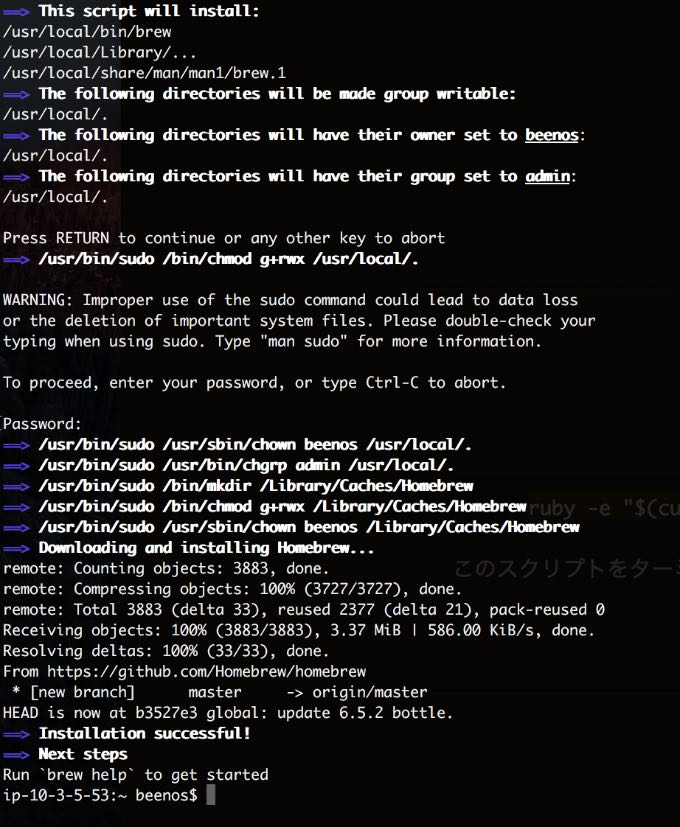 ==> This script will install:
/usr/local/bin/brew
/usr/local/Library/...
/usr/local/share/man/man1/brew.1
==> The following directories will be made group writable:
/usr/local/.
==> The following directories will have their owner set to beenos:
/usr/local/.
==> The following directories will have their group set to admin:
/usr/local/.
Press RETURN to continue or any other key to abort
==> /usr/bin/sudo /bin/chmod g+rwx /usr/local/.
WARNING: Improper use of the sudo command could lead to data loss
or the deletion of important system files. Please double-check your
typing when using sudo. Type "man sudo" for more information.
To proceed, enter your password, or type Ctrl-C to abort.
Password:
==> /usr/bin/sudo /usr/sbin/chown beenos /usr/local/.
==> /usr/bin/sudo /usr/bin/chgrp admin /usr/local/.
==> /usr/bin/sudo /bin/mkdir /Library/Caches/Homebrew
==> /usr/bin/sudo /bin/chmod g+rwx /Library/Caches/Homebrew
ruby -e "$(cu
==> /usr/bin/sudo /usr/sbin/chown beenos /Library/Caches/Homebrew
==> Downloading and installing Homebrew...
remote: Counting objects: 3883, done.
このスクリプトをターミ
remote: Compressing objects: 100% (3727/3727), done.
remote: Total 3883 (delta 33), reused 2377 (delta 21), pack-reused 0
Receiving objects: 100% (3883/3883), 3.37 MiB | 586.00 KiB/s, done.
Resolving deltas: 100% (33/33), done.
From https://github.com/Homebrew/homebrew
* [new branch] master -> origin/master
HEAD is now at b3527e3 global: update 6.5.2 bottle.
==> Installation successful!
==> Next steps
Run `brew help` to get started
ip-10-3-5-53:~ beenos$